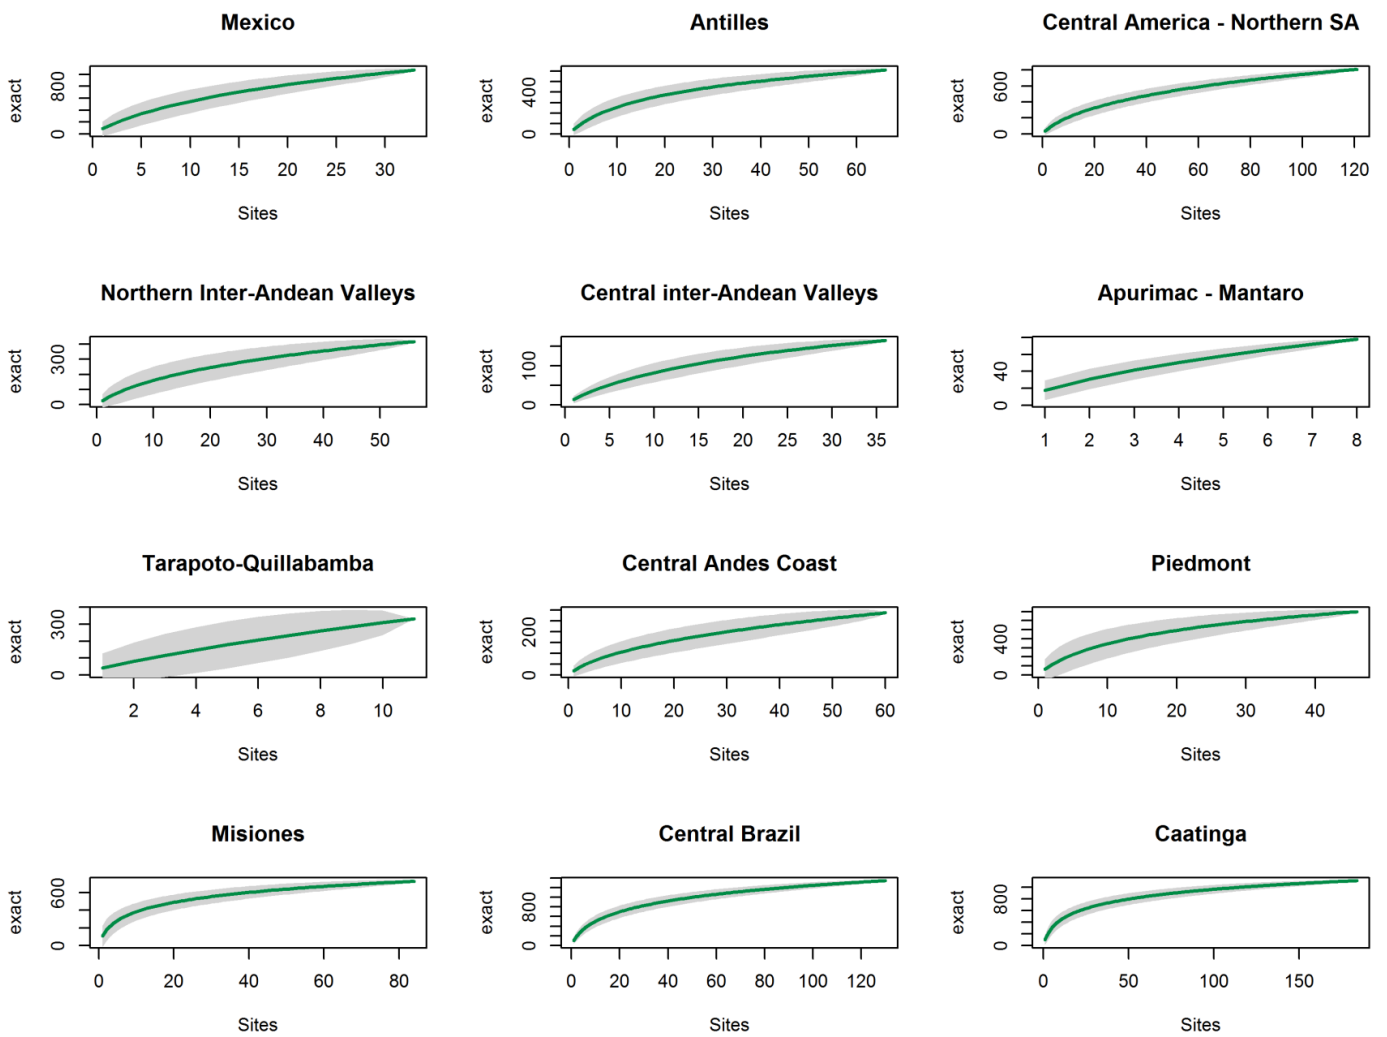 Mexico
exact
0 800
0 5 10 15 20 25 30
Sites
Antilles
exact
0 400
0 10 20 30 40 50 60
Sites
Central America - Northern SA
exact
0 600
0 20 40 60 80 100 120
Sites
Northern Inter-Andean Valleys
exact
0 300
0 10 20 30 40 50
Sites
Central inter-Andean Valleys
exact
0 100
0 5 10 15 20 25 30 35
Sites
Apurimac - Mantaro
exact
0 40
1 2 3 4 5 6 7 8
Sites
Tarapoto-Quillabamba
exact
0 300
2 4 6 8 10
Sites
Central Andes Coast
exact
0 200
0 10 20 30 40 50 60
Sites
Piedmont
exact
0 400
0 10 20 30 40
Sites
Misiones
exact
0 600
0 20 40 60 80
Sites
Central Brazil
exact
0 800
0 20 40 60 80 100 120
Sites
Caatinga
exact
0 800
0 50 100 150
Sites